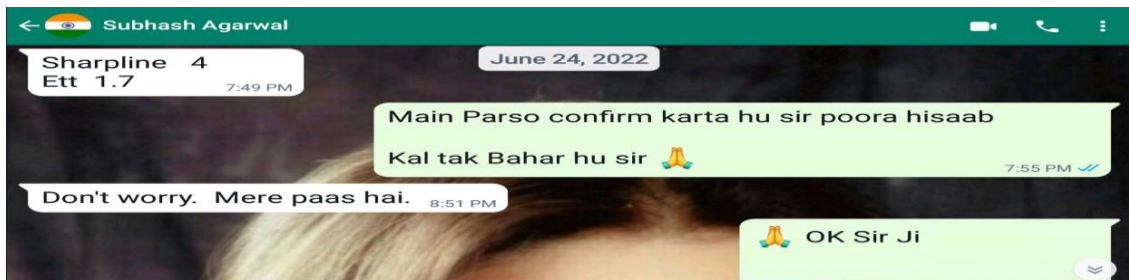 Subhash Agarwal
June 24, 2022
Sharpline 4
Ett 1.7
7:49 PM
Main Parso confirm karta hu sir poora hisaab
Kal tak Bahar hu sir 🙏
7:55 PM
Don't worry. Mere paas hai. 8:51 PM
🙏 OK Sir Ji